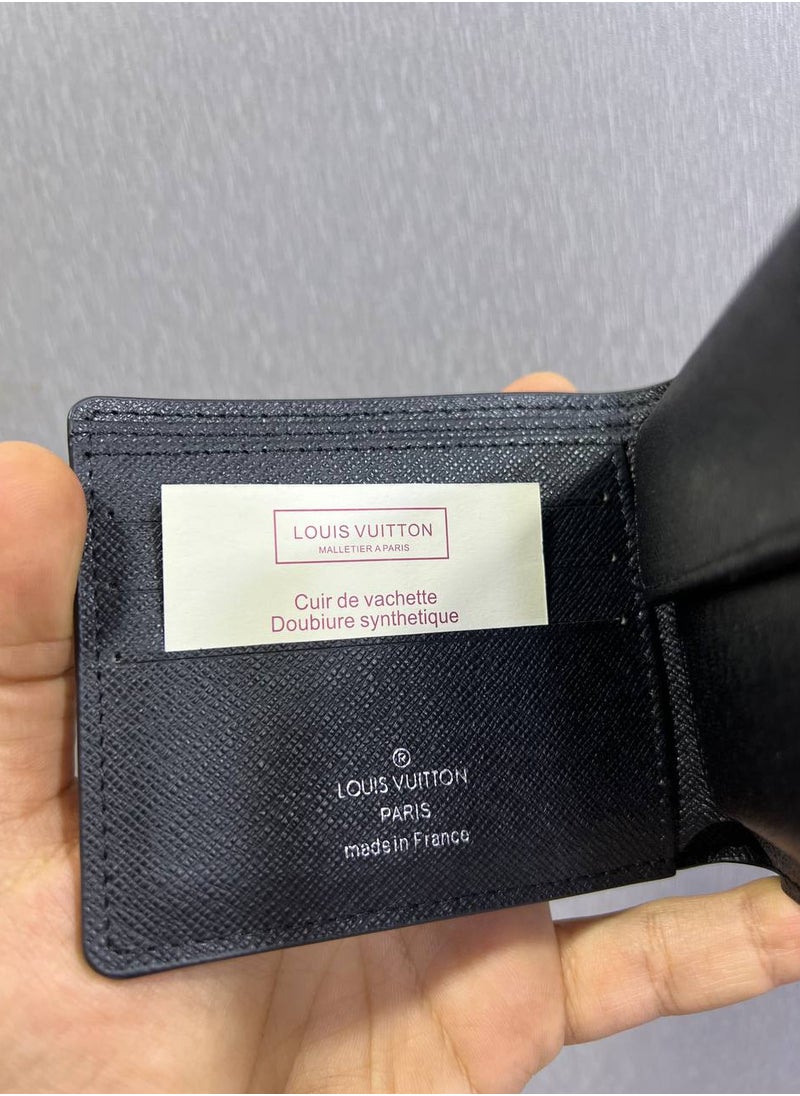 LOUIS VUITTON
MALLETIER A PARIS
Cuir de vachette
Doubiure synthetique
®
LOUIS VUITTON
PARIS
made in France